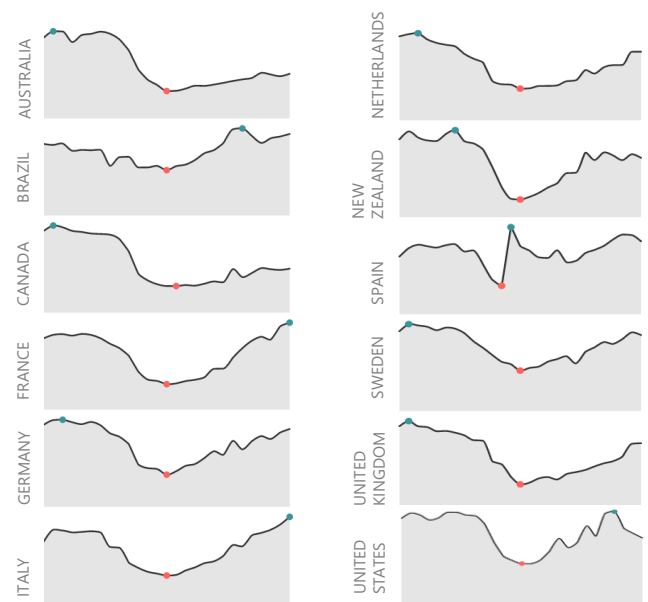 AUSTRALIA
BRAZIL
CANADA
FRANCE
GERMANY
ITALY
NETHERLANDS
NEW
ZEALAND
SPAIN
SWEDEN
UNITED
KINGDOM
UNITED
STATES